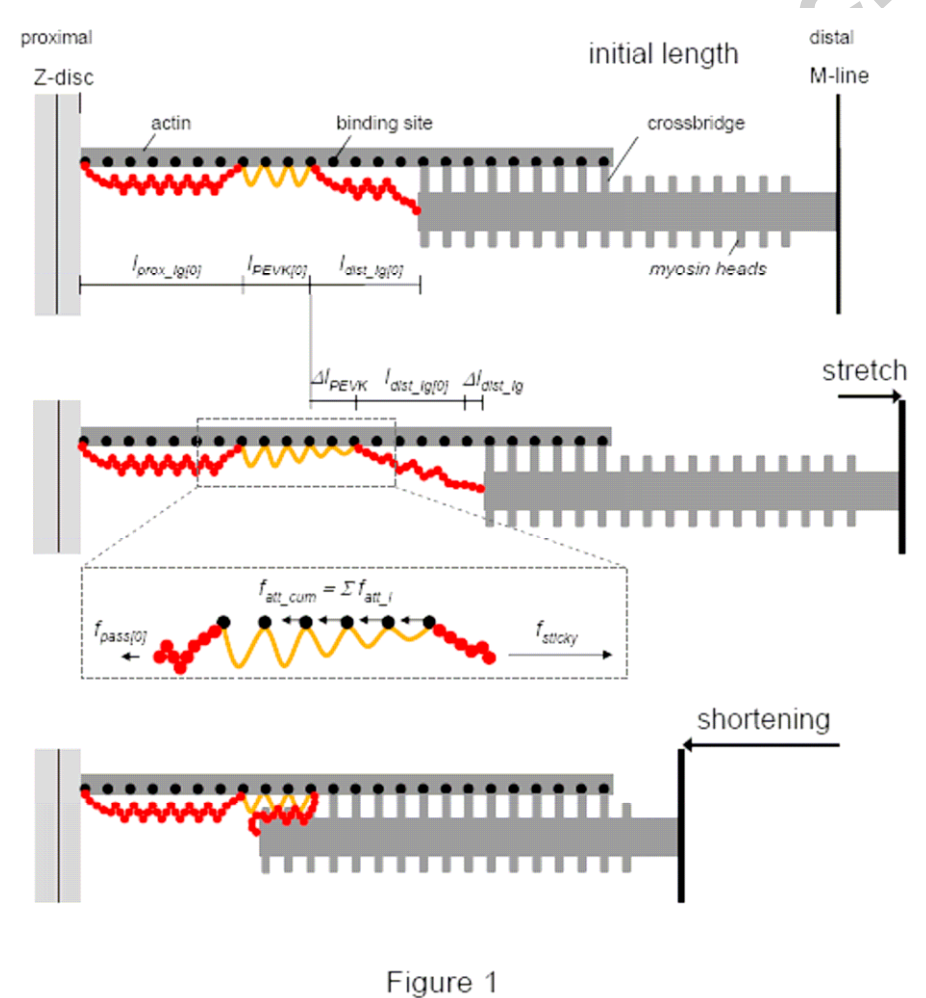 proximal
distal
initial length
Z-disc
M-line
actin
binding site
crossbridge
l_prox_Ig[0]
l_PEVK[0]
l_dist_Ig[0]
myosin heads
stretch
Δl_PEVK
l_dist_Ig[0]
Δl_dist_Ig
f_att_cum = Σf_att_i
f_pass[0]
f_sticky
shortening
Figure 1